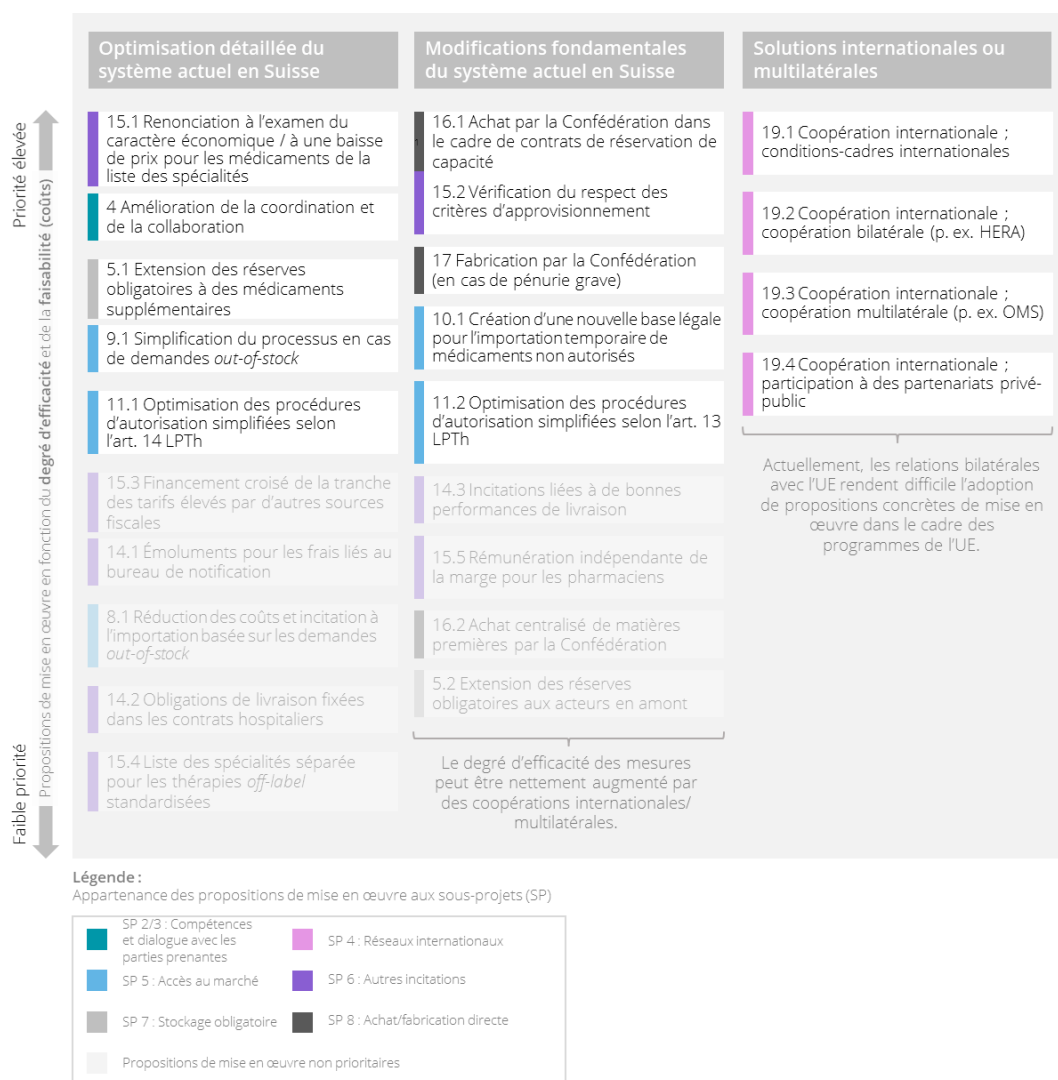 Optimisation détaillée du
système actuel en Suisse
Modifications fondamentales
du système actuel en Suisse
Solutions internationales ou
multilatérales
Priorité élevée
Propositions de mise en œuvre en fonction du degré d’efficacité et de la faisabilité (coûts)
Faible priorité
15.1 Renonciation à l’examen du
caractère économique / à une baisse
de prix pour les médicaments de la
liste des spécialités
4 Amélioration de la coordination et
de la collaboration
5.1 Extension des réserves
obligatoires à des médicaments
supplémentaires
9.1 Simplification du processus en cas
de demandes out-of-stock
11.1 Optimisation des procédures
d’autorisation simplifiées selon
l’art. 14 LPTh
15.3 Financement croisé de la tranche
des tarifs élevés par d’autres sources
fiscales
14.1 Émoluments pour les frais liés au
bureau de notification
8.1 Réduction des coûts et incitation à
l’importation basée sur les demandes
out-of-stock
14.2 Obligations de livraison fixées
dans les contrats hospitaliers
15.4 Liste des spécialités séparée
pour les thérapies off-label
standardisées
1
16.1 Achat par la Confédération dans
le cadre de contrats de réservation de
capacité
15.2 Vérification du respect des
critères d’approvisionnement
17 Fabrication par la Confédération
(en cas de pénurie grave)
10.1 Création d’une nouvelle base légale
pour l’importation temporaire de
médicaments non autorisés
11.2 Optimisation des procédures
d’autorisation simplifiées selon l’art. 13
LPTh
14.3 Incitations liées à de bonnes
performances de livraison
15.5 Rémunération indépendante de
la marge pour les pharmaciens
16.2 Achat centralisé de matières
premières par la Confédération
5.2 Extension des réserves
obligatoires aux acteurs en amont
Le degré d’efficacité des mesures
peut être nettement augmenté par
des coopérations internationales/
multilatérales.
19.1 Coopération internationale ;
conditions-cadres internationales
19.2 Coopération internationale ;
coopération bilatérale (p. ex. HERA)
19.3 Coopération internationale ;
coopération multilatérale (p. ex. OMS)
19.4 Coopération internationale ;
participation à des partenariats privé-
public
Actuellement, les relations bilatérales
avec l’UE rendent difficile l’adoption
de propositions concrètes de mise en
œuvre dans le cadre des
programmes de l’UE.
Légende :
Appartenance des propositions de mise en œuvre aux sous-projets (SP)
SP 2/3 : Compétences
et dialogue avec les
parties prenantes
SP 4 : Réseaux internationaux
SP 5 : Accès au marché
SP 6 : Autres incitations
SP 7 : Stockage obligatoire
SP 8 : Achat/fabrication directe
Propositions de mise en œuvre non prioritaires